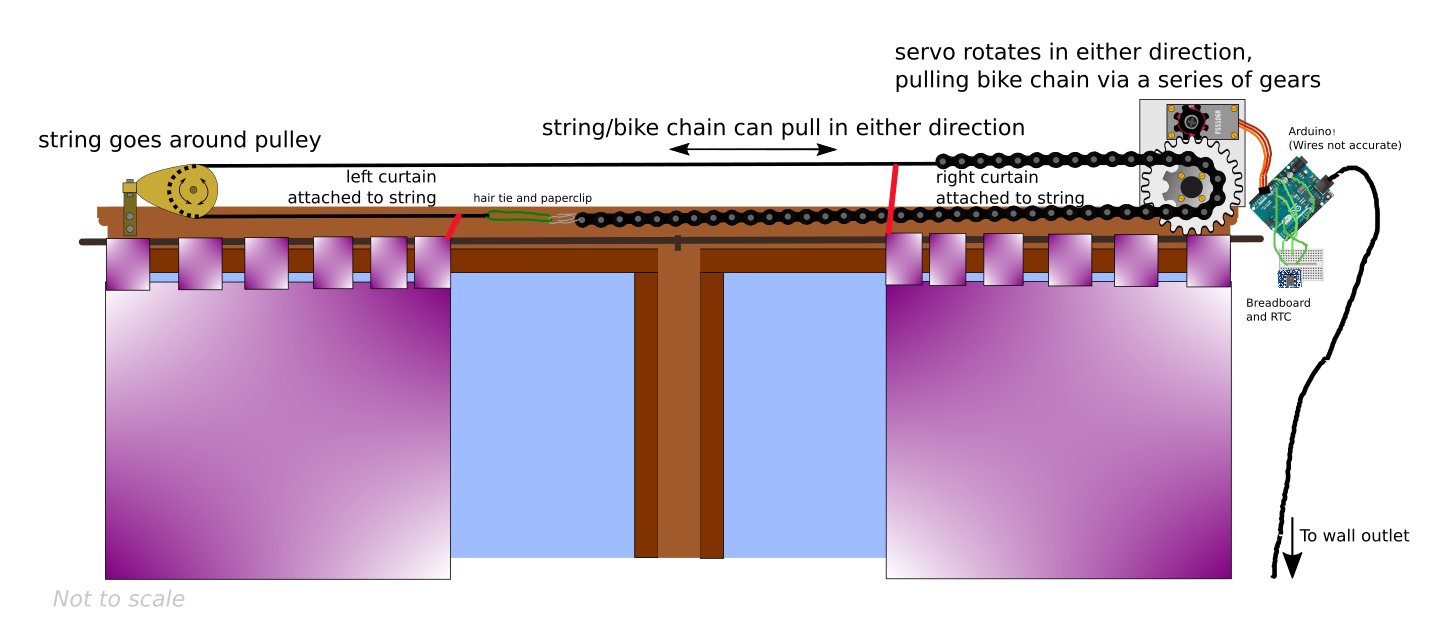 servo rotates in either direction,
pulling bike chain via a series of gears
string goes around pulley
string/bike chain can pull in either direction
FS5106R
Arduino!
(Wires not accurate)
left curtain
attached to string
hair tie and paperclip
right curtain
attached to string
Breadboard
and RTC
To wall outlet
Not to scale